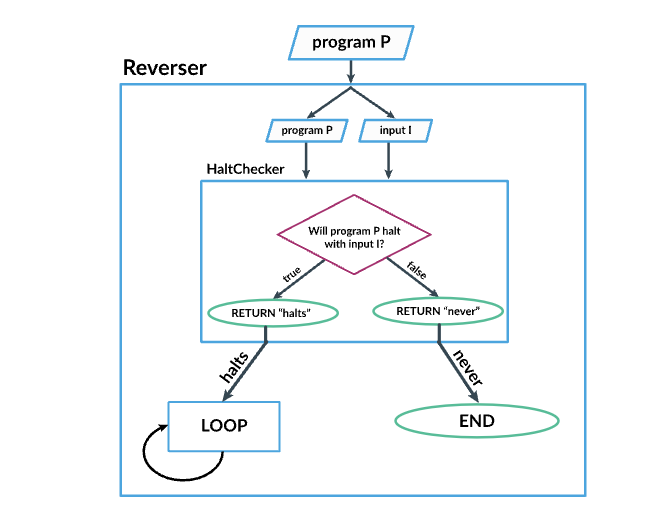 program P
Reverser
program P
input I
HaltChecker
Will program P halt
with input I?
true
false
RETURN “halts”
RETURN “never”
halts
never
LOOP
END